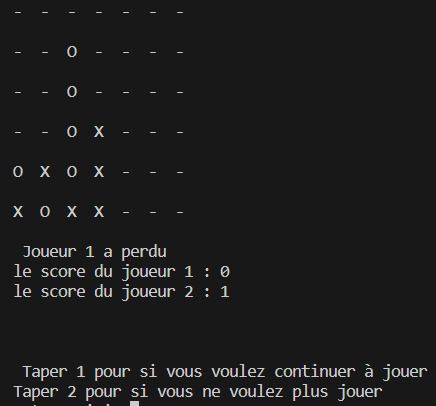 - - - - - - -
- - O - - - -
- - O - - - -
- - O X - - -
O X O X - - -
X O X X - - -
Joueur 1 a perdu
le score du joueur 1 : 0
le score du joueur 2 : 1
Taper 1 pour si vous voulez continuer à jouer
Taper 2 pour si vous ne voulez plus jouer